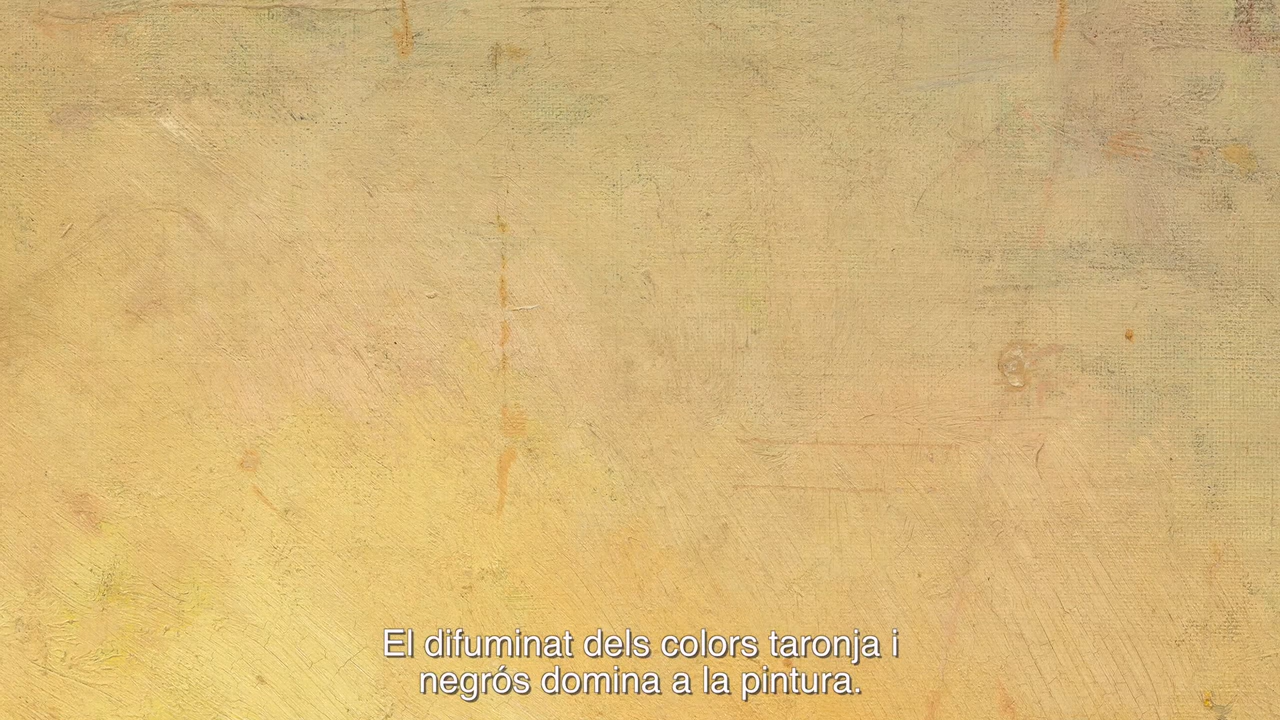 El difuminat dels colors taronja i
negrós domina a la pintura.